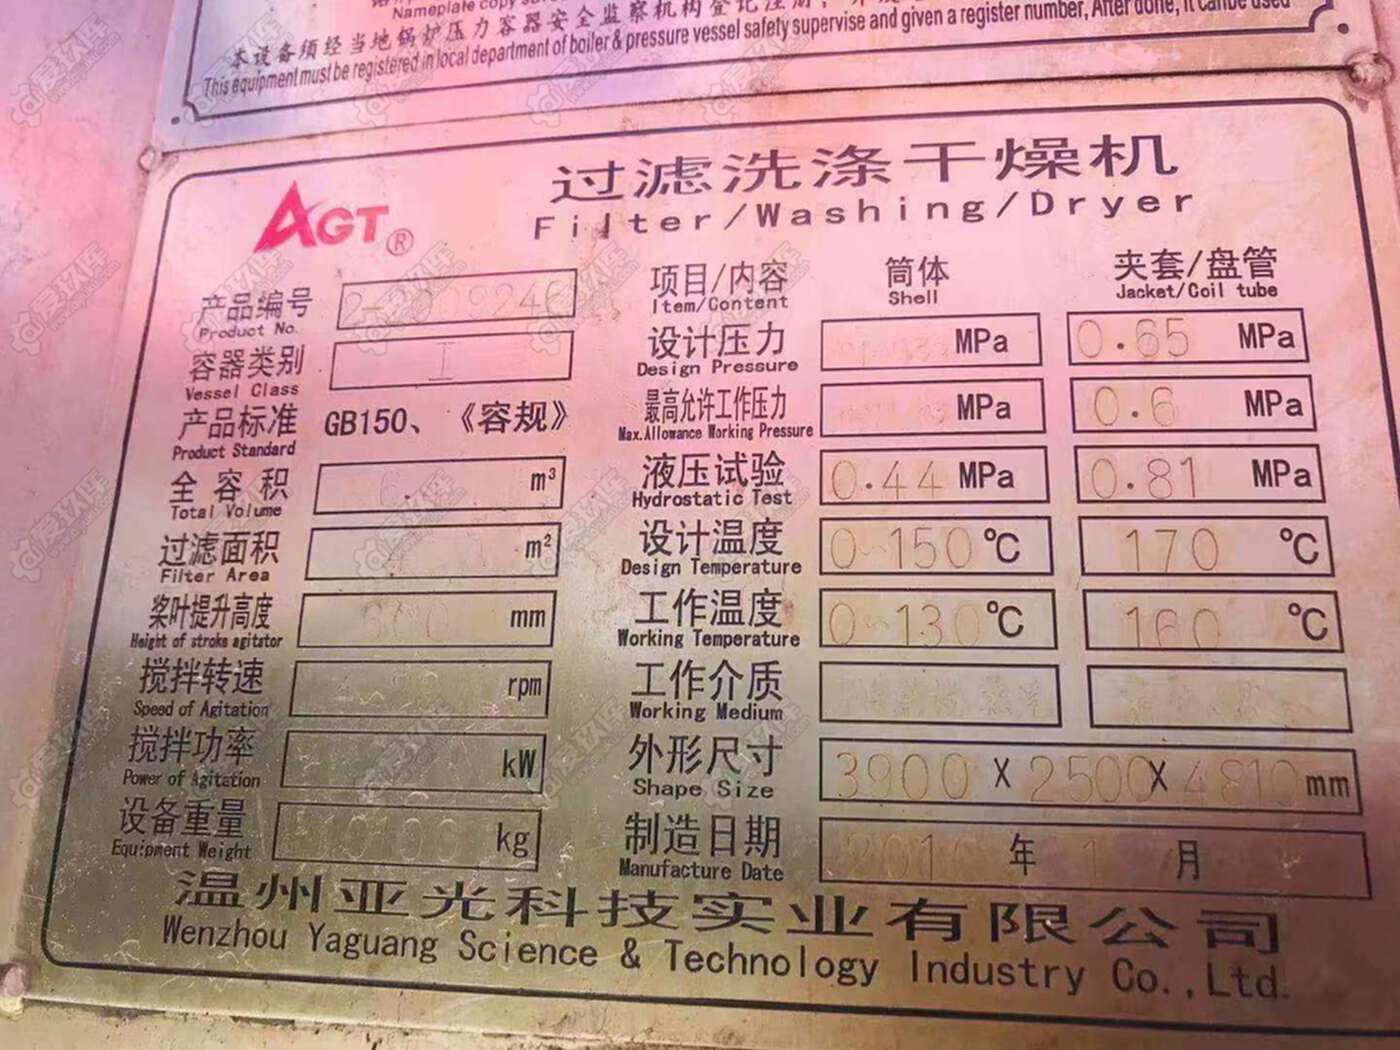 Nameplate copy
本设备须经当地锅炉压力容器安全监察机构登记注册,
This equipment must be registered in local department of boiler & pressure vessel safety supervise and given a register number, After done, it canbe used
AGT®
过滤洗涤干燥机
Filter/Washing/Dryer
产品编号
Product No.
容器类别 I
Vessel Class
产品标准 GB150、《容规》
Product Standard
全容积 m³
Total Volume
过滤面积 m²
Filter Area
桨叶提升高度 mm
Height of stroke agitator
搅拌转速 rpm
Speed of Agitation
搅拌功率 kW
Power of Agitation
设备重量 kg
Equipment Weight
项目/内容 筒体 夹套/盘管
Item/Content Shell Jacket/Coil tube
设计压力 MPa 0.65 MPa
Design Pressure
最高允许工作压力 MPa 0.6 MPa
Max.Allowance Working Pressure
液压试验 0.44 MPa 0.81 MPa
Hydrostatic Test
设计温度 0~150 ℃ 170 ℃
Design Temperature
工作温度 0~130 ℃ 160 ℃
Working Temperature
工作介质
Working Medium
外形尺寸 3900 X 2500 X 4810 mm
Shape Size
制造日期 年 1 月
Manufacture Date
温州亚光科技实业有限公司
Wenzhou Yaguang Science & Technology Industry Co.,Ltd.